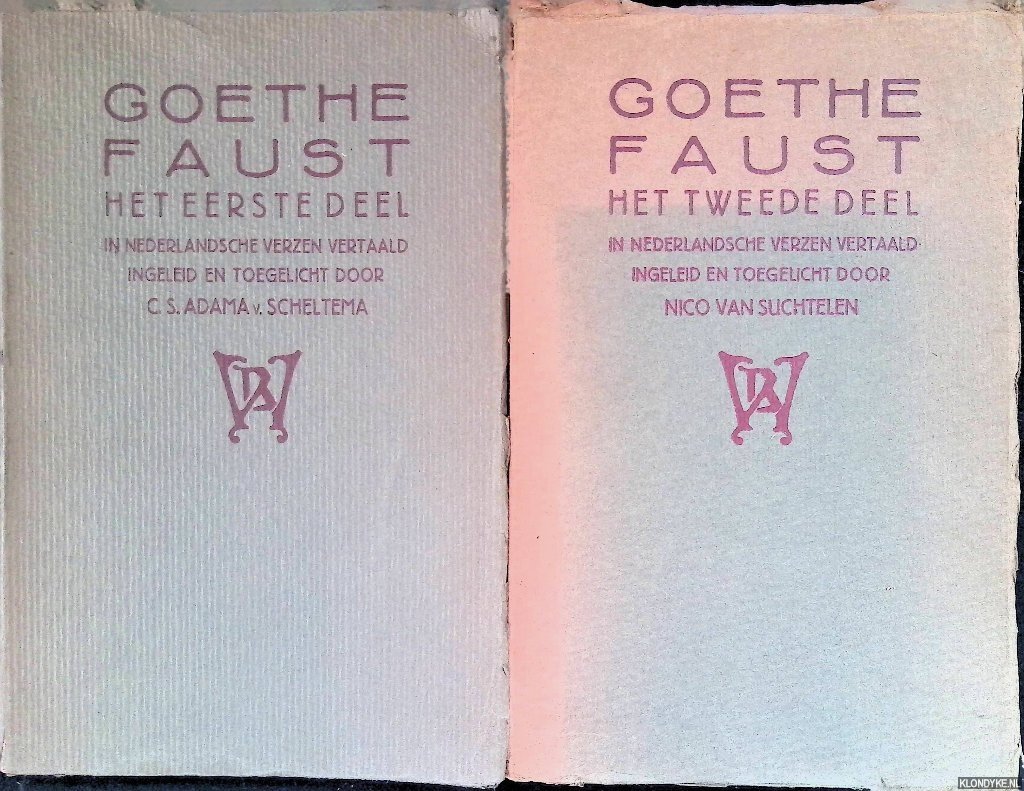 GOETHE
FAUST
HET EERSTE DEEL
IN NEDERLANDSCHE VERZEN VERTAALD
INGELEID EN TOEGELICHT DOOR
C. S. ADAMA v. SCHELTEMA
GOETHE
FAUST
HET TWEEDE DEEL
IN NEDERLANDSCHE VERZEN VERTAALD
INGELEID EN TOEGELICHT DOOR
NICO VAN SUCHTELEN
KLONDYKE.NL